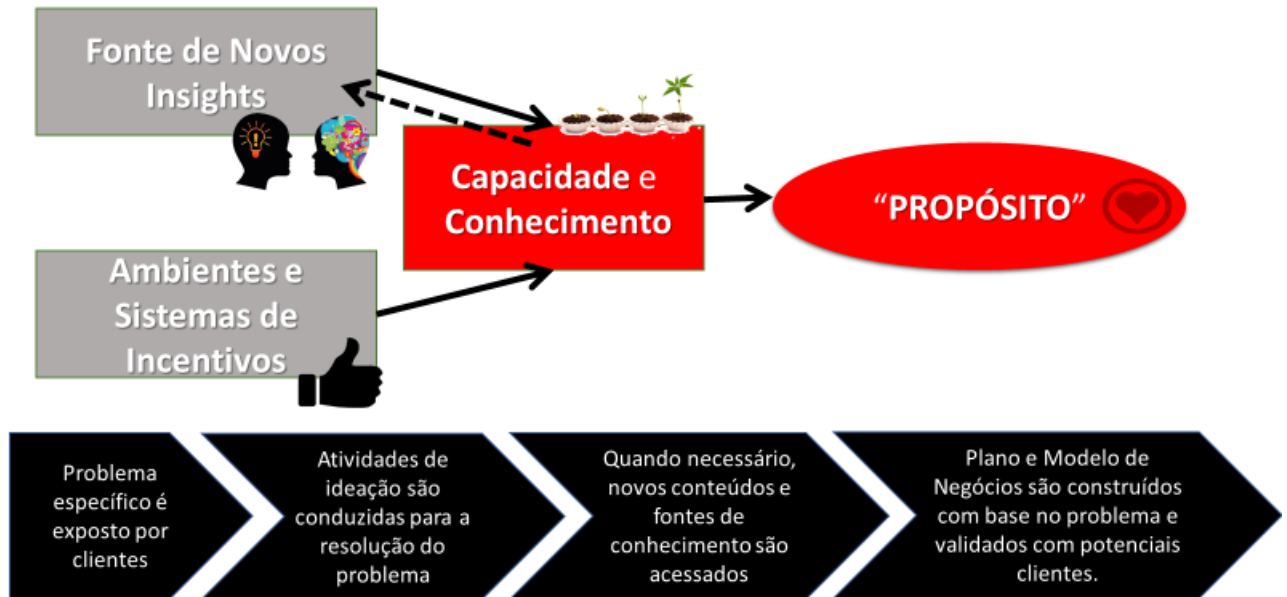 Fonte de Novos
Insights
Capacidade e
Conhecimento
“PROPÓSITO”
Ambientes e
Sistemas de
Incentivos
Problema
específico é
exposto por
clientes
Atividades de
ideação são
conduzidas para a
resolução do
problema
Quando necessário,
novos conteúdos e
fontes de
conhecimento são
acessados
Plano e Modelo de
Negócios são construídos
com base no problema e
validados com potenciais
clientes.